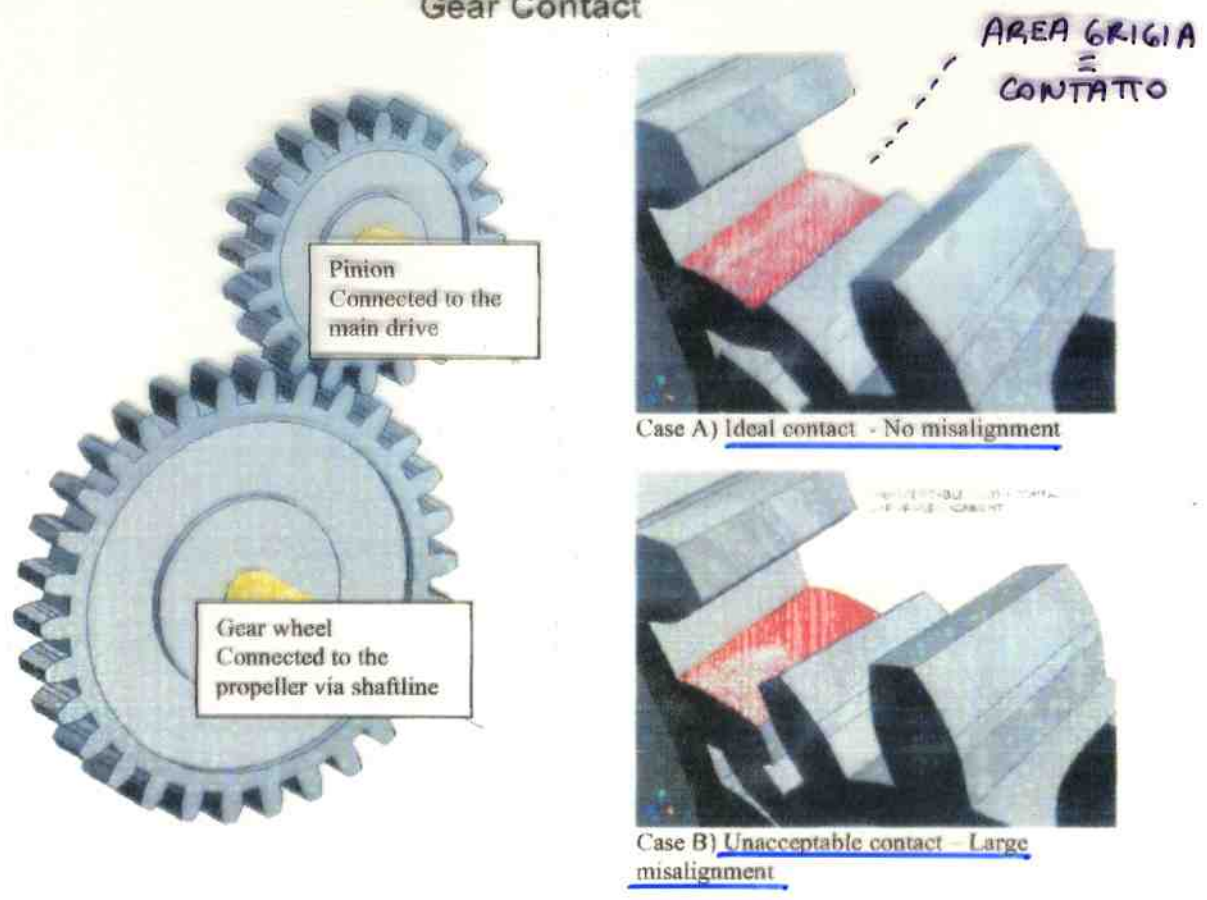 Gear Contact
AREA GRIGIA
=
CONTATTO
Pinion
Connected to the
main drive
Case A) Ideal contact - No misalignment
Gear wheel
Connected to the
propeller via shaftline
Case B) Unacceptable contact – Large
misalignment